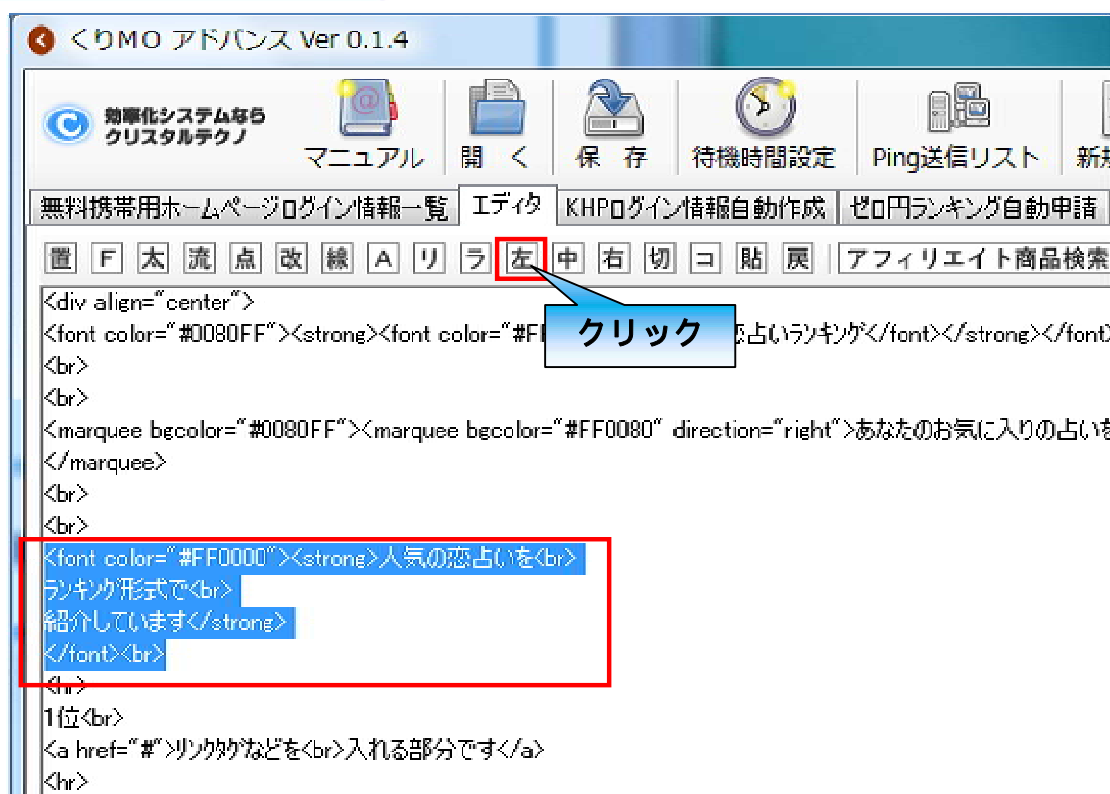 くりMO アドバンス Ver 0.1.4
効率化システムなら
クリスタルテクノ
マニュアル 開 く 保 存 待機時間設定 Ping送信リスト 新規
無料携帯用ホームページログイン情報一覧 エディタ KHPログイン情報自動作成 ゼロ円ランキング自動申請
置 F 太 流 点 改 線 A リ ラ 左 中 右 切 コ 貼 戻 アフィリエイト商品検索
<div align="center">
<font color="#0080FF"><strong><font color="#FF 恋占いランキング</font></strong></font>
クリック
<br>
<br>
<marquee bgcolor="#0080FF"><marquee bgcolor="#FF0080" direction="right">あなたのお気に入りの占いを
</marquee>
<br>
<br>
<font color="#FF0000"><strong>人気の恋占いを<br>
ランキング形式で<br>
紹介しています</strong>
</font><br>
<hr>
1位<br>
<a href="#">リンクタグなどを<br>入れる部分です</a>
<hr>